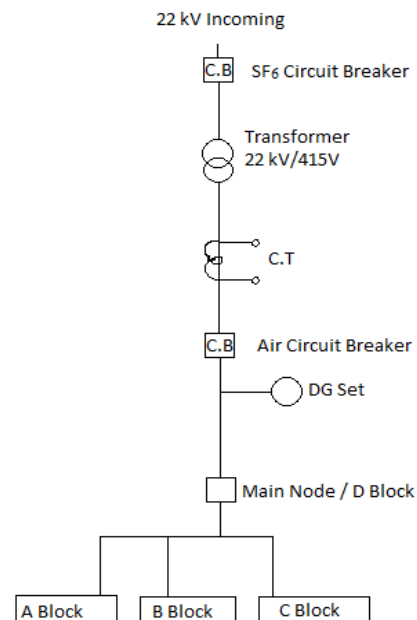 22 kV Incoming
C.B
SF6 Circuit Breaker
Transformer
22 kV/415V
C.T
C.B
Air Circuit Breaker
DG Set
Main Node / D Block
A Block
B Block
C Block